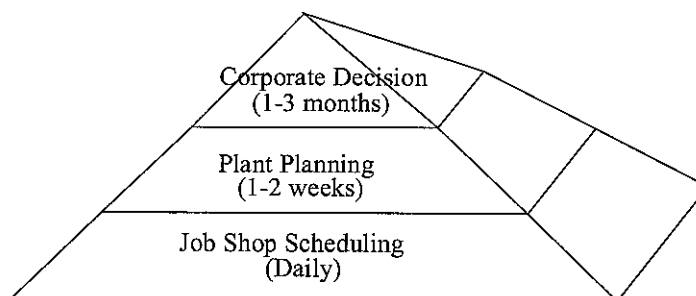 Corporate Decision
(1-3 months)
Plant Planning
(1-2 weeks)
Job Shop Scheduling
(Daily)